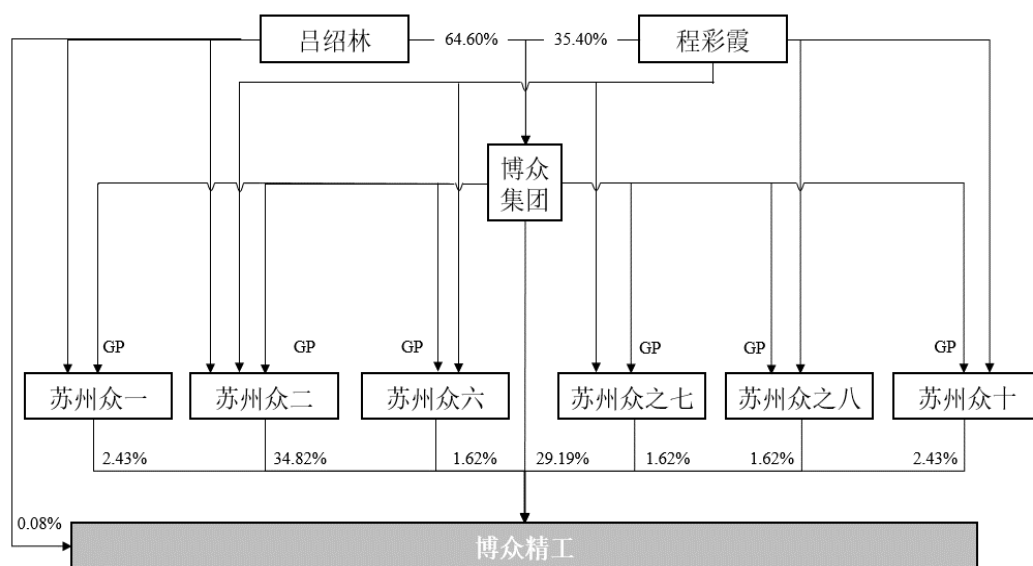 吕绍林
64.60%
35.40%
程彩霞
博众
集团
GP
GP
GP
GP
GP
GP
苏州众一
苏州众二
苏州众六
苏州众之七
苏州众之八
苏州众十
2.43%
34.82%
1.62%
29.19%
1.62%
1.62%
2.43%
0.08%
博众精工